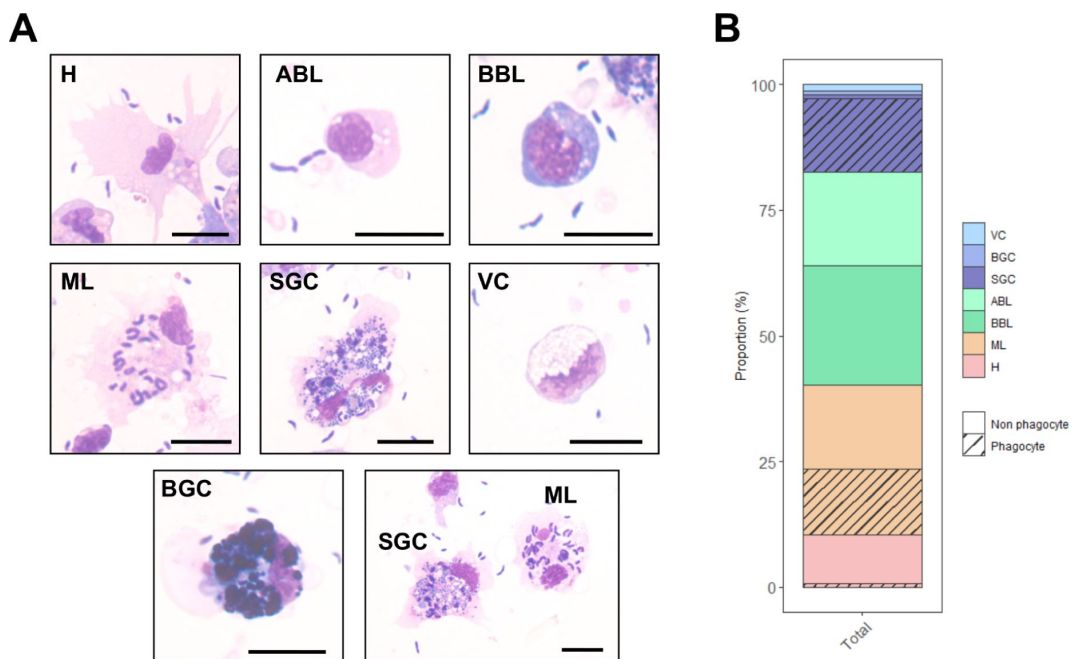 A
H
ABL
BBL
ML
SGC
VC
BGC
SGC
ML
B
100
75
50
25
0
Proportion (%)
Total
VC
BGC
SGC
ABL
BBL
ML
H
Non phagocyte
Phagocyte